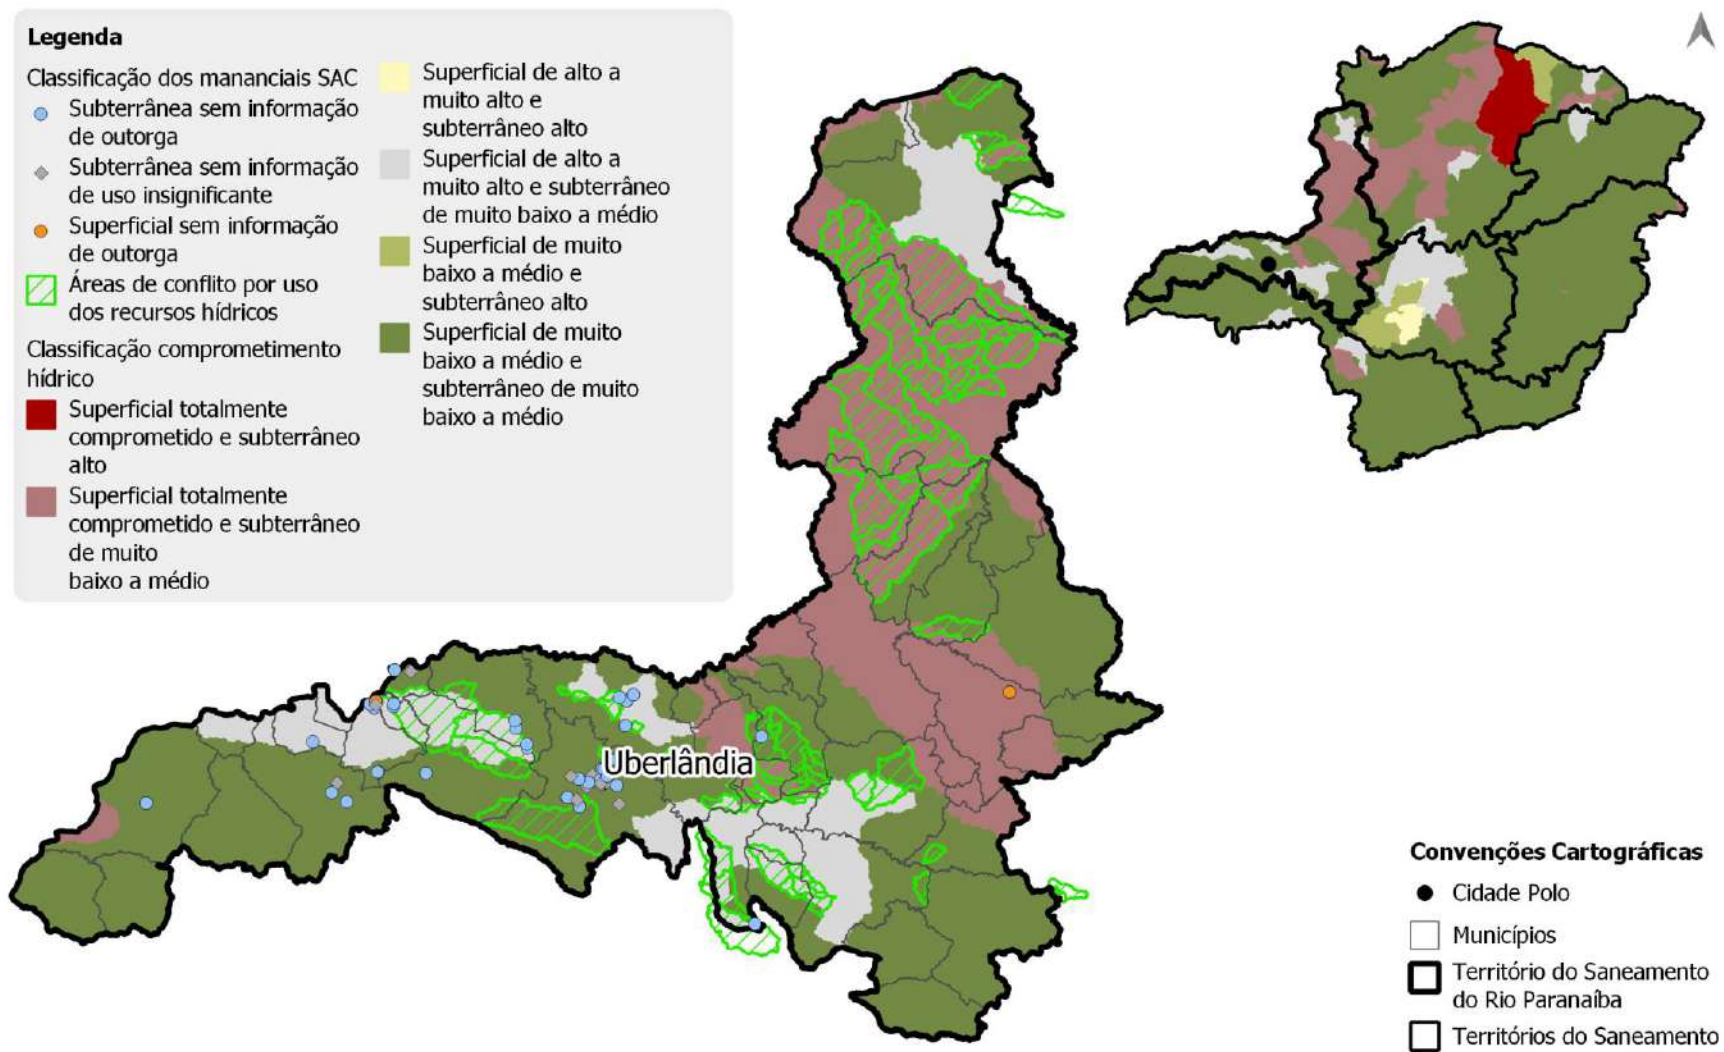 Legenda
Classificação dos mananciais SAC
Subterrânea sem informação
de outorga
Subterrânea sem informação
de uso insignificante
Superficial sem informação
de outorga
Áreas de conflito por uso
dos recursos hídricos
Classificação comprometimento
hídrico
Superficial totalmente
comprometido e subterrâneo
alto
Superficial totalmente
comprometido e subterrâneo
de muito
baixo a médio
Superficial de alto a
muito alto e
subterrâneo alto
Superficial de alto a
muito alto e subterrâneo
de muito baixo a médio
Superficial de muito
baixo a médio e
subterrâneo alto
Superficial de muito
baixo a médio e
subterrâneo de muito
baixo a médio
Uberlândia
Convenções Cartográficas
Cidade Polo
Municípios
Território do Saneamento
do Rio Paranaíba
Territórios do Saneamento